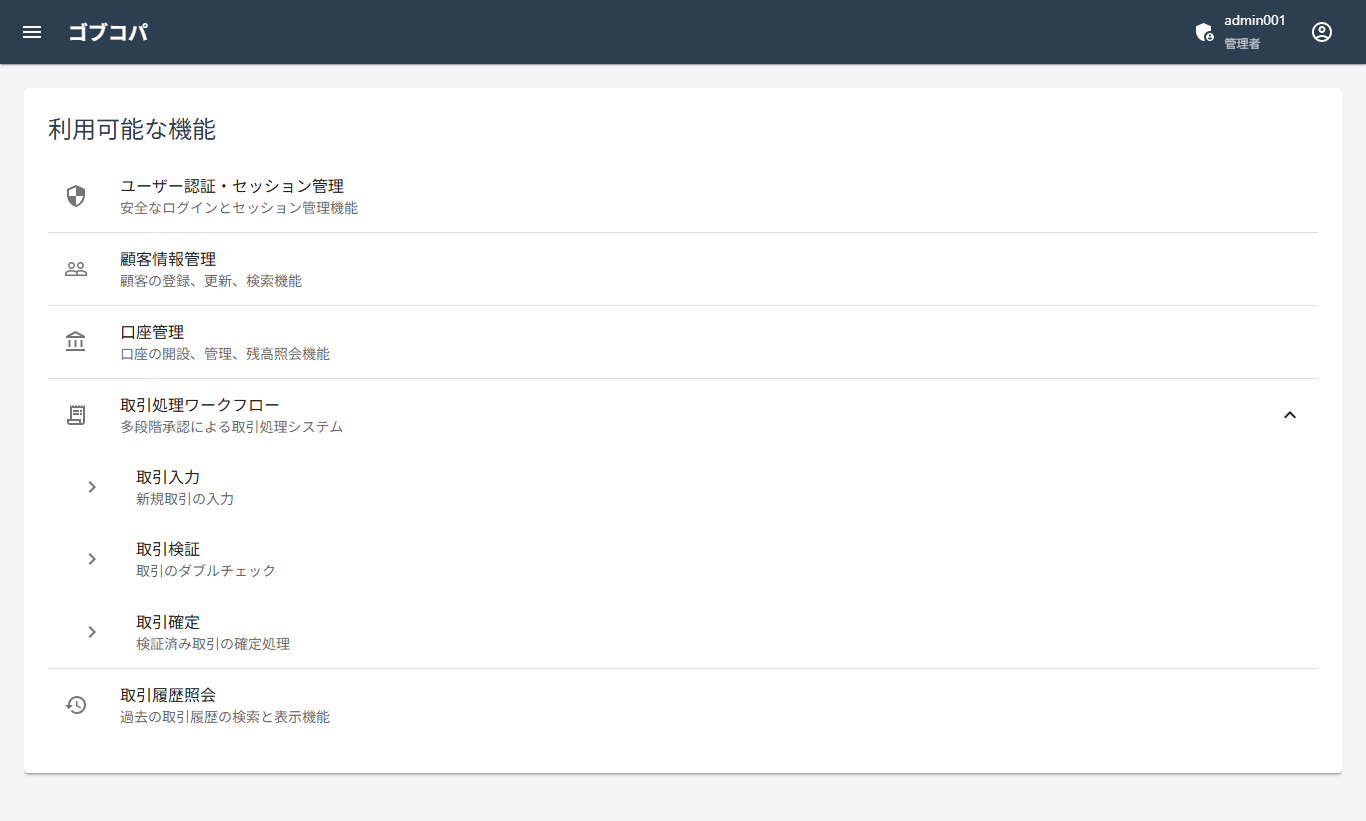 ゴブコパ
admin001
管理者
利用可能な機能
ユーザー認証・セッション管理
安全なログインとセッション管理機能
顧客情報管理
顧客の登録、更新、検索機能
口座管理
口座の開設、管理、残高照会機能
取引処理ワークフロー
多段階承認による取引処理システム
取引入力
新規取引の入力
取引検証
取引のダブルチェック
取引確定
検証済み取引の確定処理
取引履歴照会
過去の取引履歴の検索と表示機能